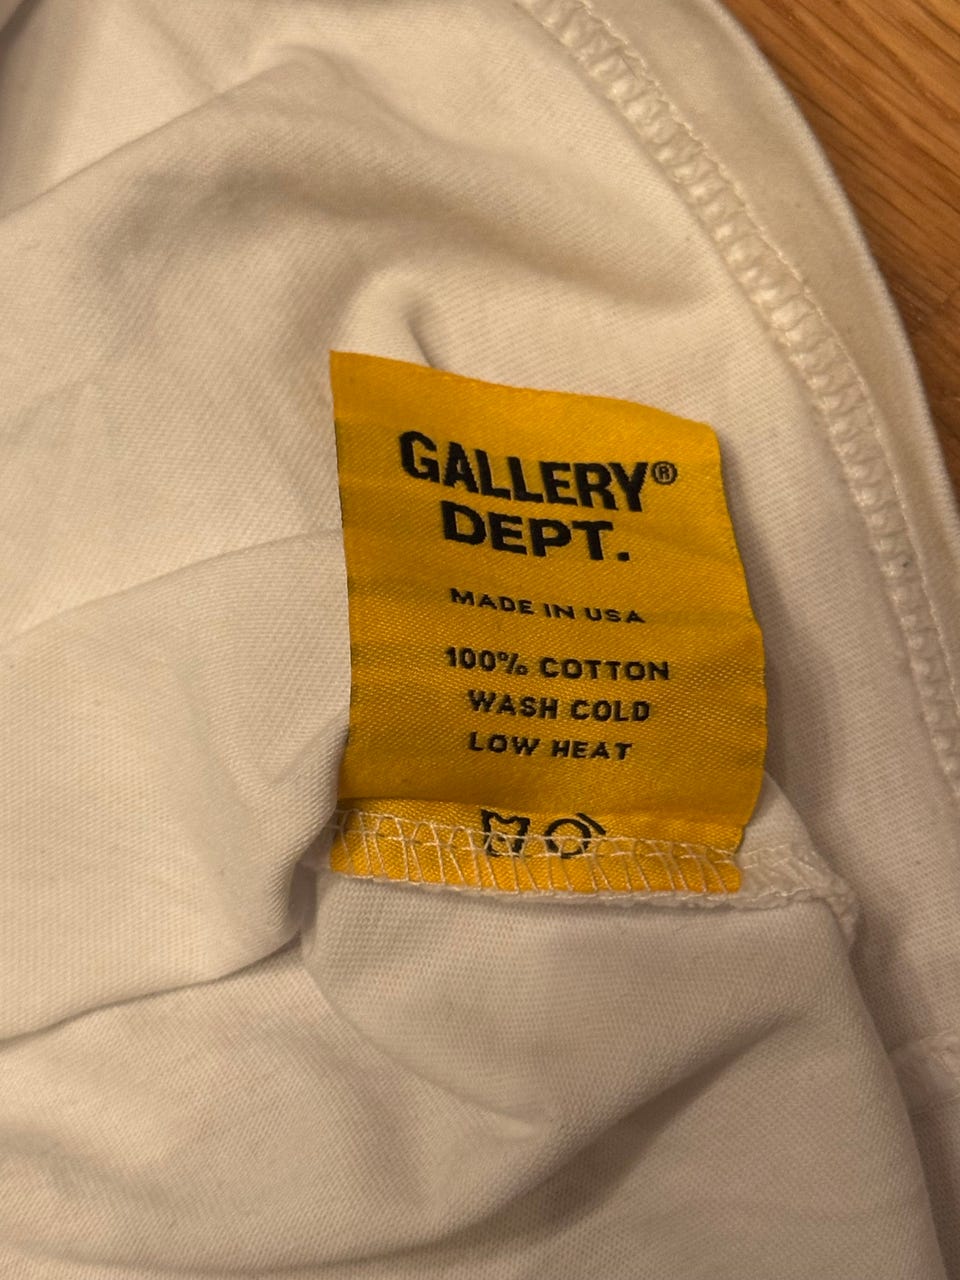 GALLERY®
DEPT.
MADE IN USA
100% COTTON
WASH COLD
LOW HEAT